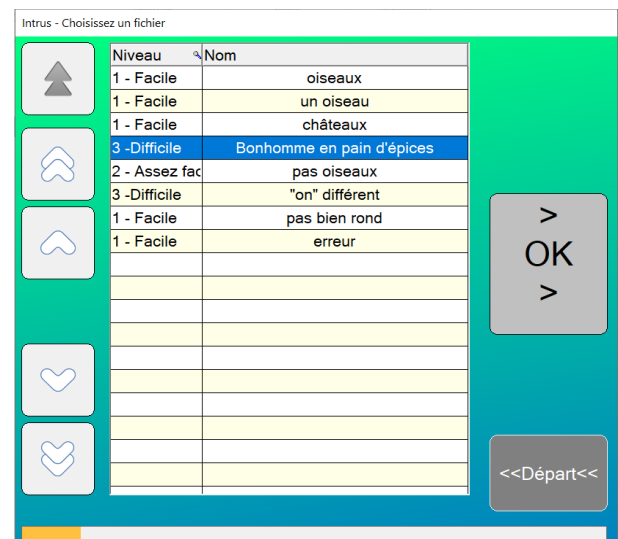 Intrus - Choisissez un fichier
Niveau Nom
1 - Facile oiseaux
1 - Facile un oiseau
1 - Facile châteaux
3 -Difficile Bonhomme en pain d'épices
2 - Assez fac pas oiseaux
3 -Difficile "on" différent
1 - Facile pas bien rond
1 - Facile erreur
>
OK
>
<<Départ<<